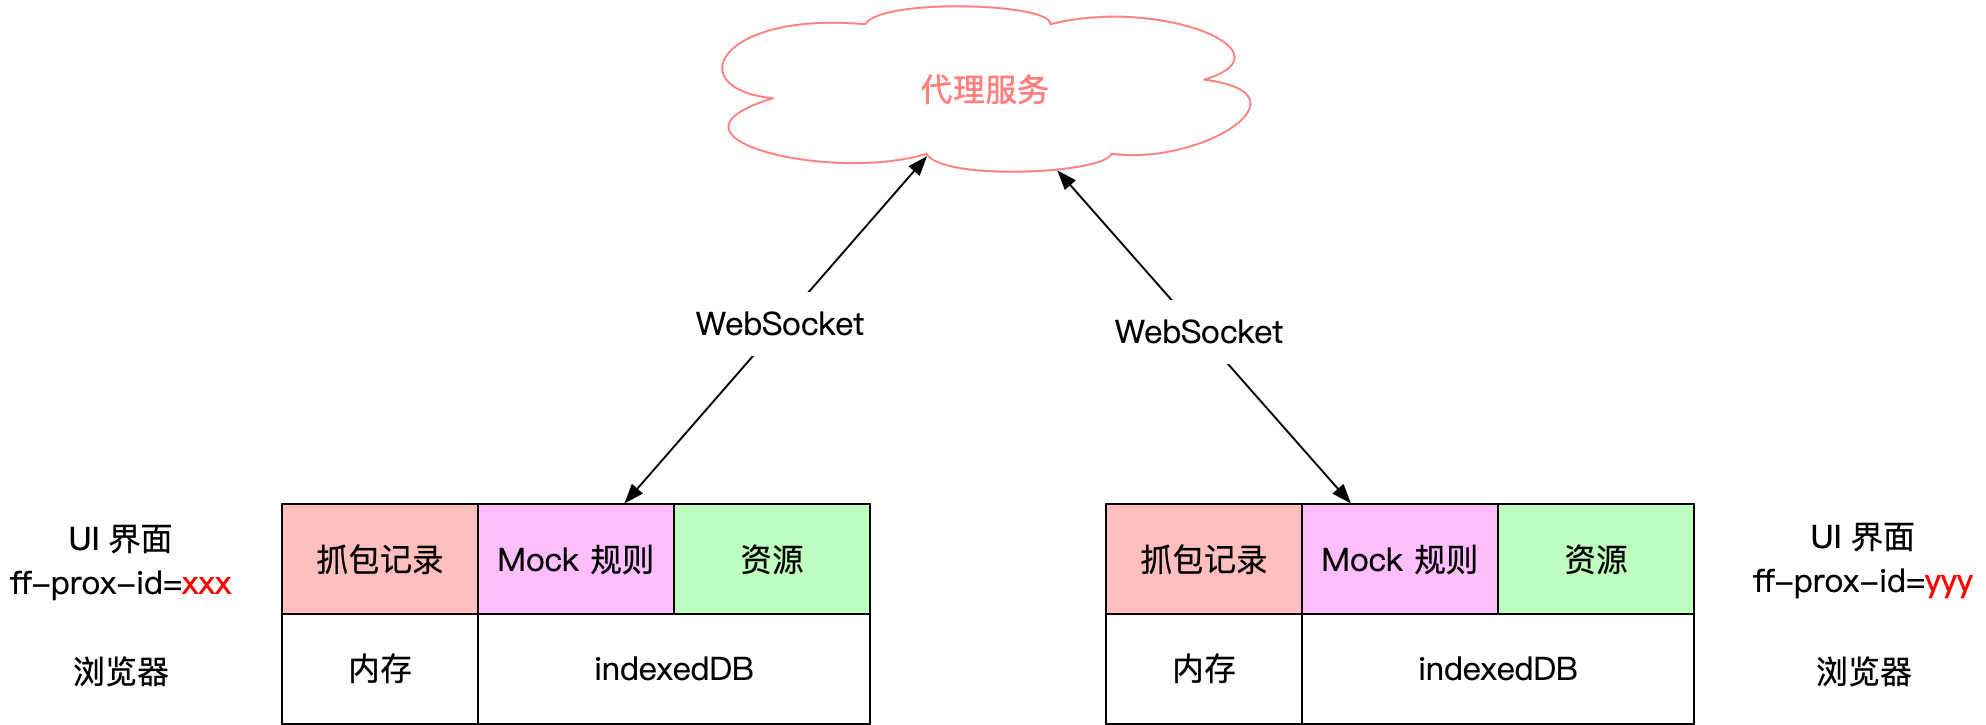 代理服务
WebSocket
WebSocket
UI 界面
ff-prox-id=xxx
抓包记录
Mock 规则
资源
抓包记录
Mock 规则
资源
UI 界面
ff-prox-id=yyy
浏览器
内存
indexedDB
内存
indexedDB
浏览器